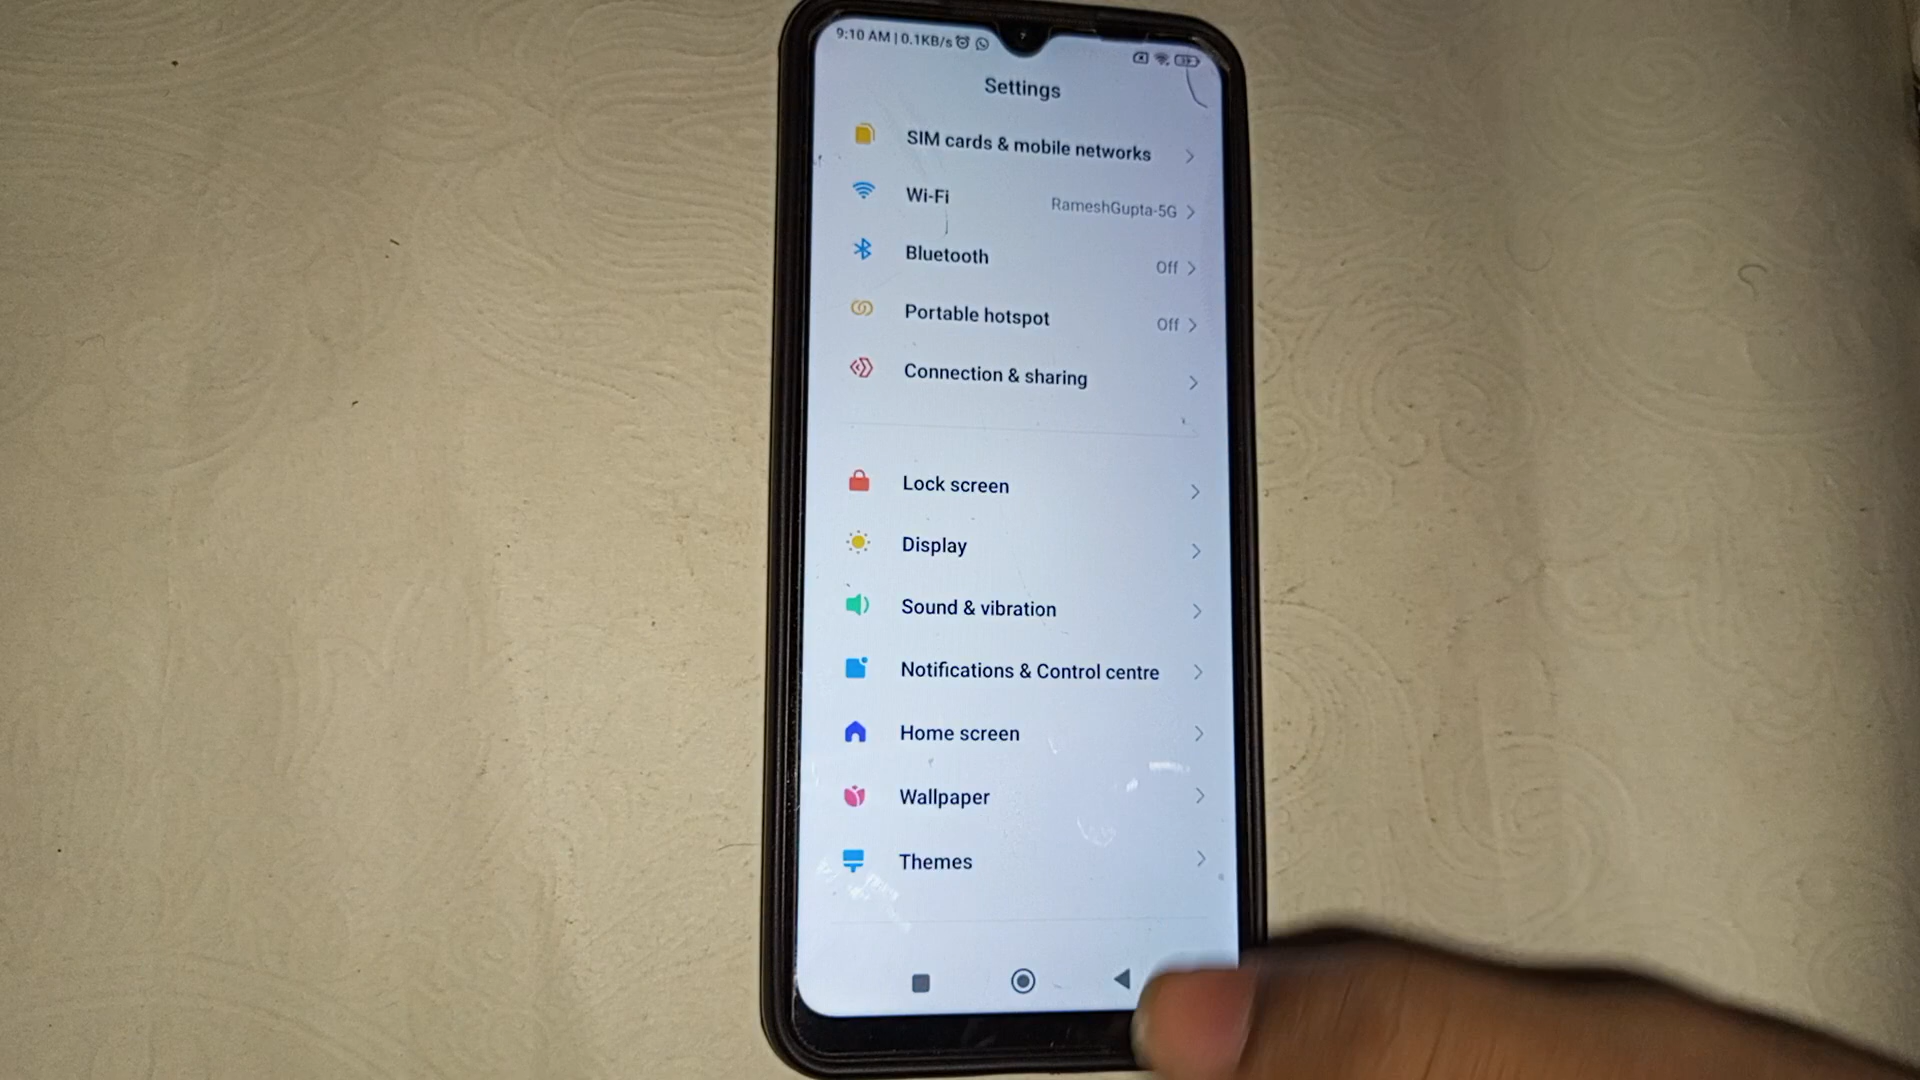 9:10 AM | 0.1KB/s
Settings
SIM cards & mobile networks
Wi-Fi RameshGupta-5G
Bluetooth Off
Portable hotspot Off
Connection & sharing
Lock screen
Display
Sound & vibration
Notifications & Control centre
Home screen
Wallpaper
Themes